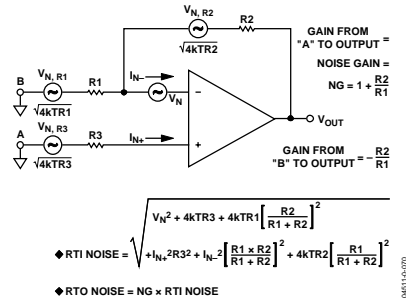 V_N, R2
R2
√4kTR2
GAIN FROM
"A" TO OUTPUT =
NOISE GAIN =
NG = 1 + R2/R1
B
V_N, R1
R1
I_N–
V_N
–
√4kTR1
A
V_N, R3
R3
I_N+
+
√4kTR3
V_OUT
GAIN FROM
"B" TO OUTPUT = – R2/R1
V_N² + 4kTR3 + 4kTR1[R2/(R1 + R2)]²
◆ RTI NOISE = √ +I_N+²R3² + I_N–²[(R1 × R2)/(R1 + R2)]² + 4kTR2[R1/(R1 + R2)]²
◆ RTO NOISE = NG × RTI NOISE
04511-0-070